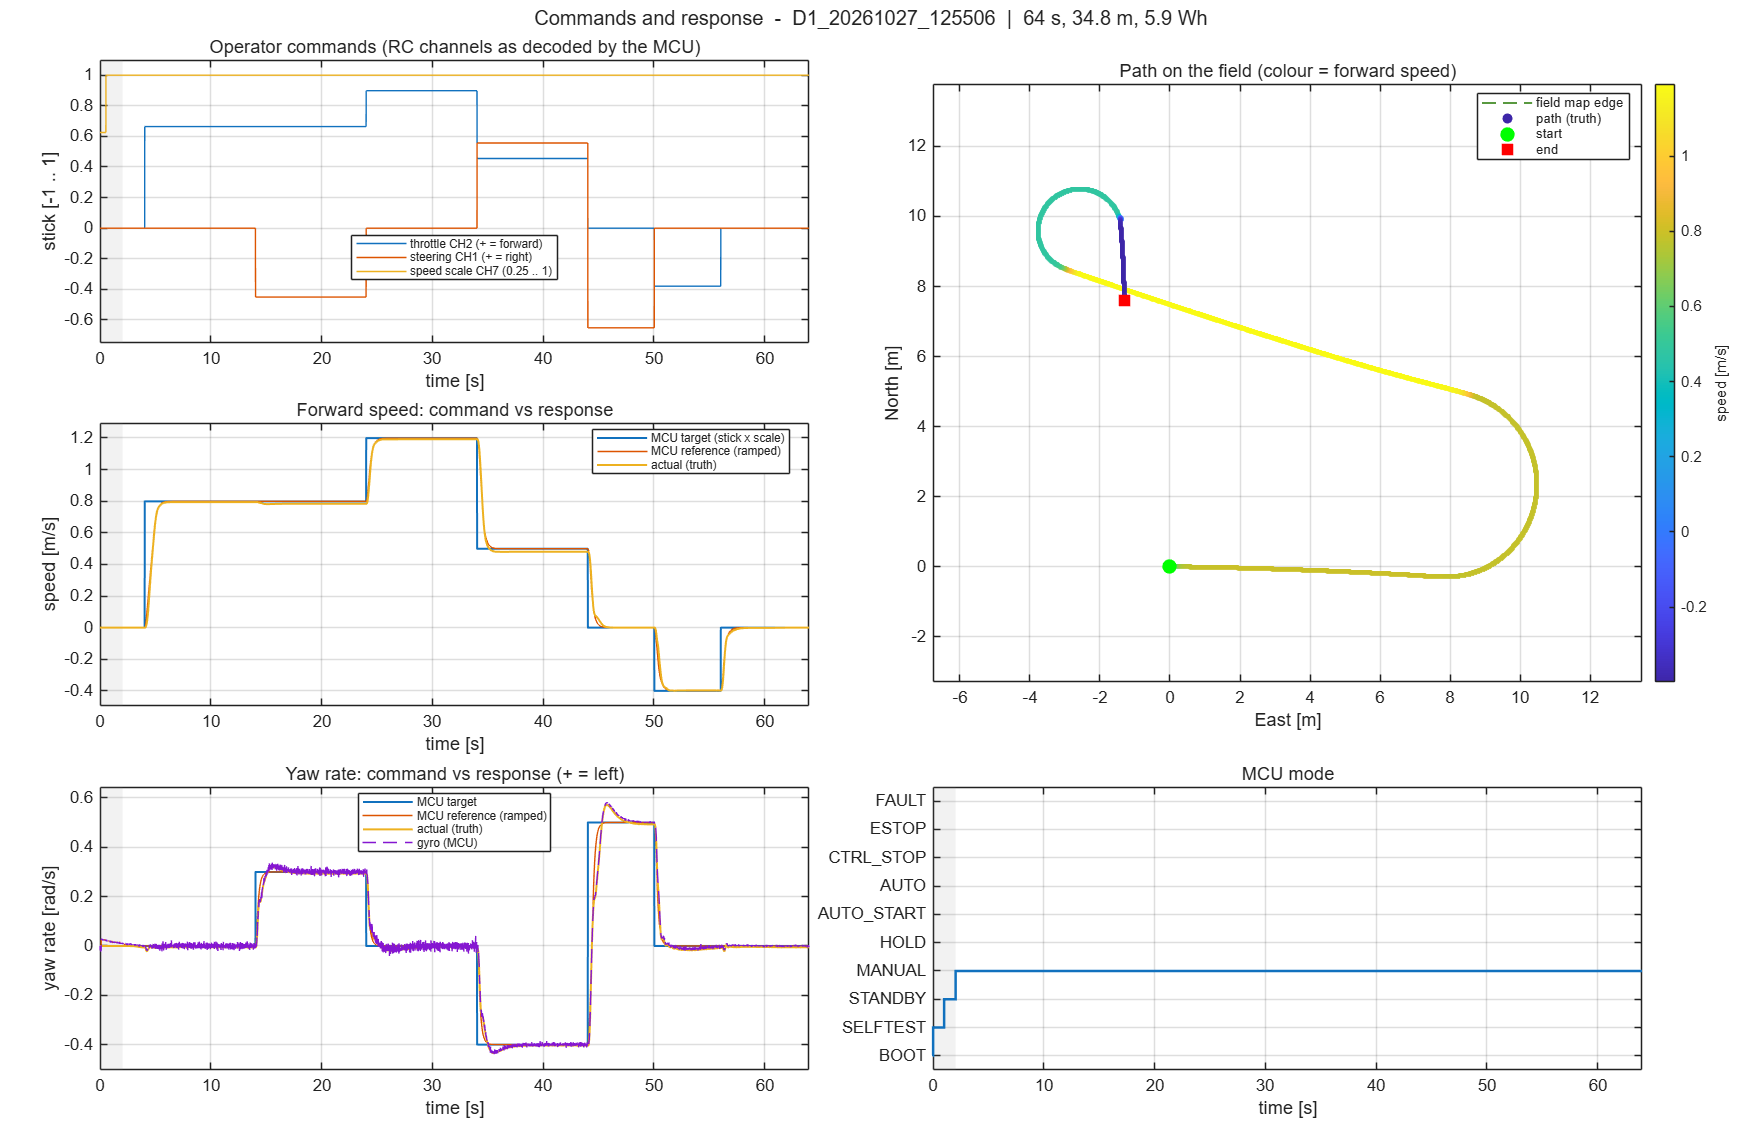 Commands and response  -  D1_20261027_125506  |  64 s, 34.8 m, 5.9 Wh
Operator commands (RC channels as decoded by the MCU)
stick [-1 .. 1]
1
0.8
0.6
0.4
0.2
0
-0.2
-0.4
-0.6
throttle CH2 (+ = forward)
steering CH1 (+ = right)
speed scale CH7 (0.25 .. 1)
0 10 20 30 40 50 60
time [s]
Forward speed: command vs response
speed [m/s]
1.2
1
0.8
0.6
0.4
0.2
0
-0.2
-0.4
MCU target (stick x scale)
MCU reference (ramped)
actual (truth)
0 10 20 30 40 50 60
time [s]
Yaw rate: command vs response (+ = left)
yaw rate [rad/s]
0.6
0.4
0.2
0
-0.2
-0.4
MCU target
MCU reference (ramped)
actual (truth)
gyro (MCU)
0 10 20 30 40 50 60
time [s]
Path on the field (colour = forward speed)
North [m]
12
10
8
6
4
2
0
-2
field map edge
path (truth)
start
end
-6 -4 -2 0 2 4 6 8 10 12
East [m]
1
0.8
0.6
0.4
0.2
0
-0.2
speed [m/s]
MCU mode
FAULT
ESTOP
CTRL_STOP
AUTO
AUTO_START
HOLD
MANUAL
STANDBY
SELFTEST
BOOT
0 10 20 30 40 50 60
time [s]